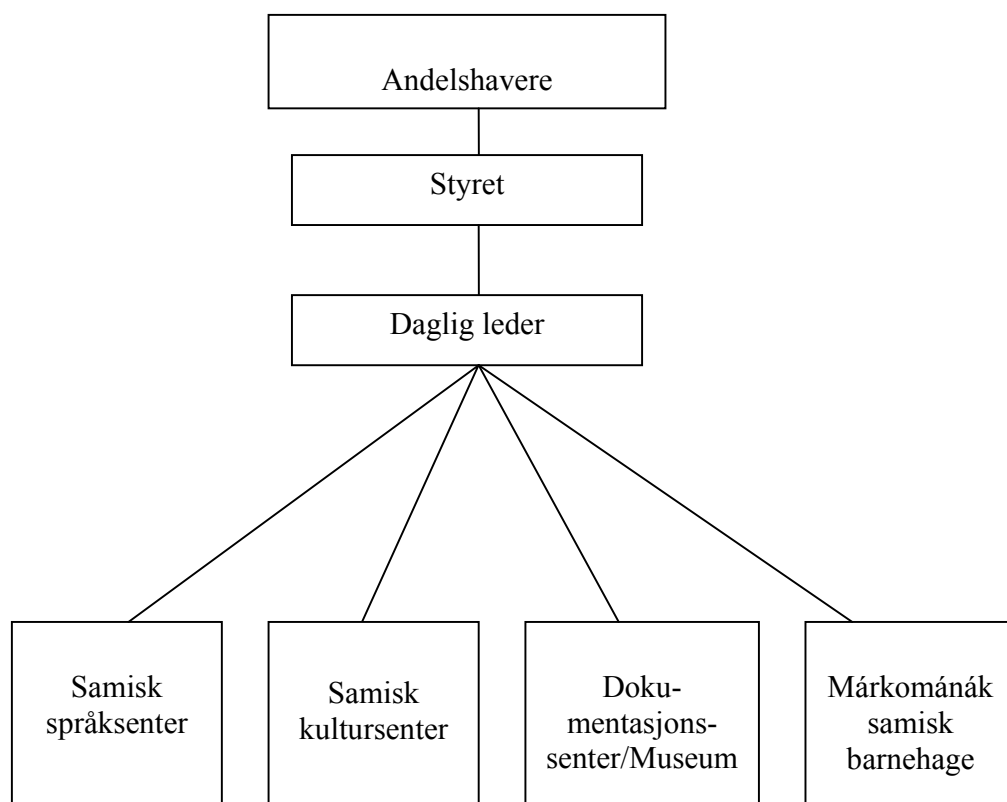 Andelshavere
Styret
Daglig leder
Samisk
språksenter
Samisk
kultursenter
Doku-
mentasjons-
senter/Museum
Márkománák
samisk
barnehage